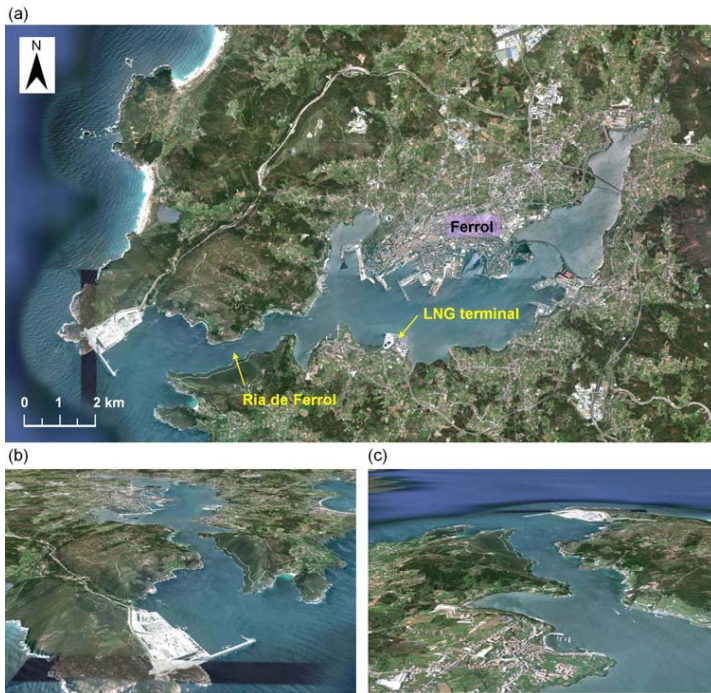 (a)
N
Ferrol
LNG terminal
Ria de Ferrol
0 1 2 km
(b)
(c)